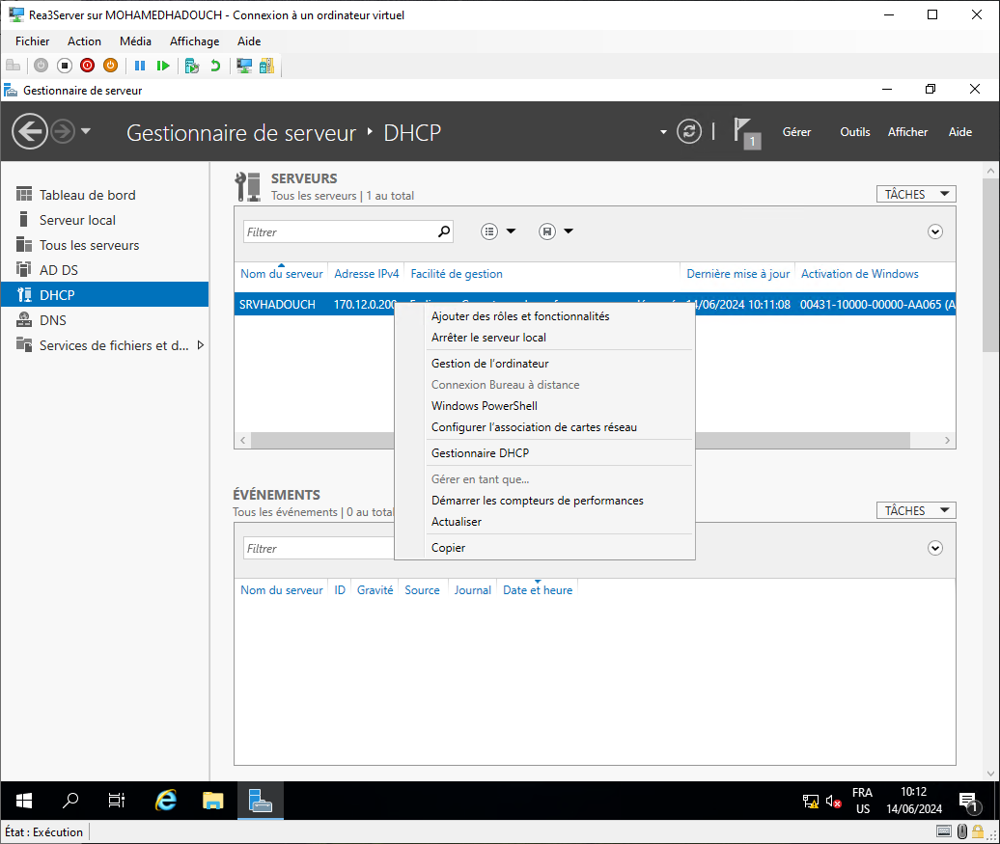 Rea3Server sur MOHAMEDHADOUCH - Connexion à un ordinateur virtuel
Fichier Action Média Affichage Aide
Gestionnaire de serveur
Gestionnaire de serveur ‣ DHCP
1
Gérer Outils Afficher Aide
Tableau de bord
Serveur local
Tous les serveurs
AD DS
DHCP
DNS
Services de fichiers et d...
SERVEURS
Tous les serveurs | 1 au total
TÂCHES
Filtrer
Nom du serveur Adresse IPv4 Facilité de gestion Dernière mise à jour Activation de Windows
SRVHADOUCH 170.12.0.200 14/06/2024 10:11:08 00431-10000-00000-AA065 (A
Ajouter des rôles et fonctionnalités
Arrêter le serveur local
Gestion de l'ordinateur
Connexion Bureau à distance
Windows PowerShell
Configurer l'association de cartes réseau
Gestionnaire DHCP
Gérer en tant que...
Démarrer les compteurs de performances
Actualiser
Copier
ÉVÉNEMENTS
Tous les événements | 0 au total
TÂCHES
Filtrer
Nom du serveur ID Gravité Source Journal Date et heure
FRA
US
10:12
14/06/2024
1
État : Exécution